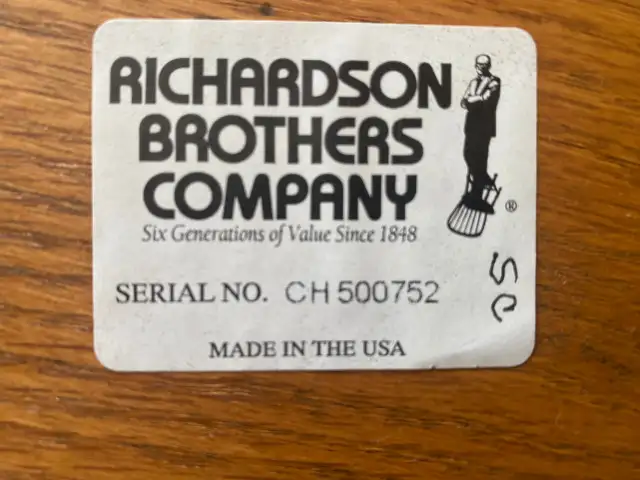 RICHARDSON
BROTHERS
COMPANY
®
Six Generations of Value Since 1848
SERIAL NO. CH 500752
MADE IN THE USA